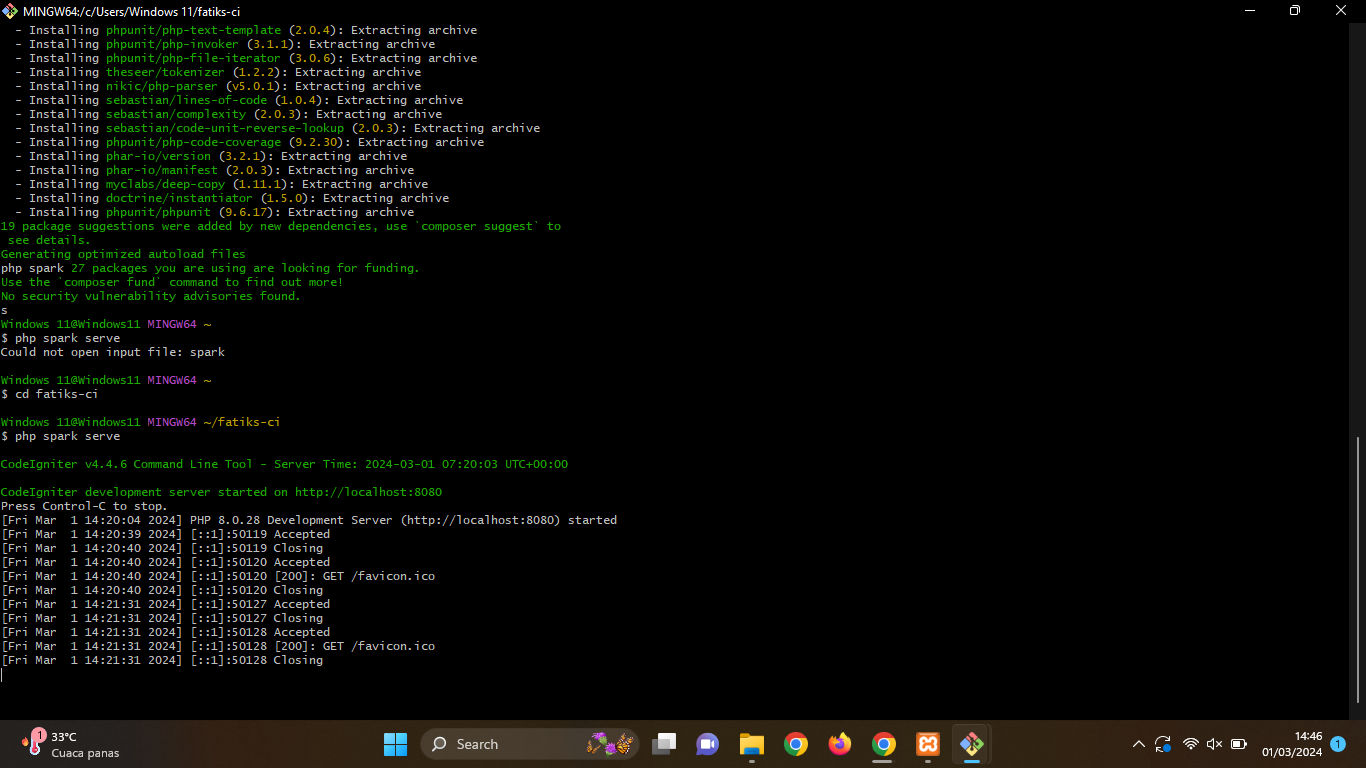 MINGW64:/c/Users/Windows 11/fatiks-ci
- Installing phpunit/php-text-template (2.0.4): Extracting archive
- Installing phpunit/php-invoker (3.1.1): Extracting archive
- Installing phpunit/php-file-iterator (3.0.6): Extracting archive
- Installing theseer/tokenizer (1.2.2): Extracting archive
- Installing nikic/php-parser (v5.0.1): Extracting archive
- Installing sebastian/lines-of-code (1.0.4): Extracting archive
- Installing sebastian/complexity (2.0.3): Extracting archive
- Installing sebastian/code-unit-reverse-lookup (2.0.3): Extracting archive
- Installing phpunit/php-code-coverage (9.2.30): Extracting archive
- Installing phar-io/version (3.2.1): Extracting archive
- Installing phar-io/manifest (2.0.3): Extracting archive
- Installing myclabs/deep-copy (1.11.1): Extracting archive
- Installing doctrine/instantiator (1.5.0): Extracting archive
- Installing phpunit/phpunit (9.6.17): Extracting archive
19 package suggestions were added by new dependencies, use `composer suggest` to
see details.
Generating optimized autoload files
php spark 27 packages you are using are looking for funding.
Use the `composer fund` command to find out more!
No security vulnerability advisories found.
s
Windows 11@Windows11 MINGW64 ~
$ php spark serve
Could not open input file: spark
Windows 11@Windows11 MINGW64 ~
$ cd fatiks-ci
Windows 11@Windows11 MINGW64 ~/fatiks-ci
$ php spark serve
CodeIgniter v4.4.6 Command Line Tool - Server Time: 2024-03-01 07:20:03 UTC+00:00
CodeIgniter development server started on http://localhost:8080
Press Control-C to stop.
[Fri Mar  1 14:20:04 2024] PHP 8.0.28 Development Server (http://localhost:8080) started
[Fri Mar  1 14:20:39 2024] [::1]:50119 Accepted
[Fri Mar  1 14:20:40 2024] [::1]:50119 Closing
[Fri Mar  1 14:20:40 2024] [::1]:50120 Accepted
[Fri Mar  1 14:20:40 2024] [::1]:50120 [200]: GET /favicon.ico
[Fri Mar  1 14:20:40 2024] [::1]:50120 Closing
[Fri Mar  1 14:21:31 2024] [::1]:50127 Accepted
[Fri Mar  1 14:21:31 2024] [::1]:50127 Closing
[Fri Mar  1 14:21:31 2024] [::1]:50128 Accepted
[Fri Mar  1 14:21:31 2024] [::1]:50128 [200]: GET /favicon.ico
[Fri Mar  1 14:21:31 2024] [::1]:50128 Closing
1
33°C
Cuaca panas
Search
14:46
01/03/2024
1